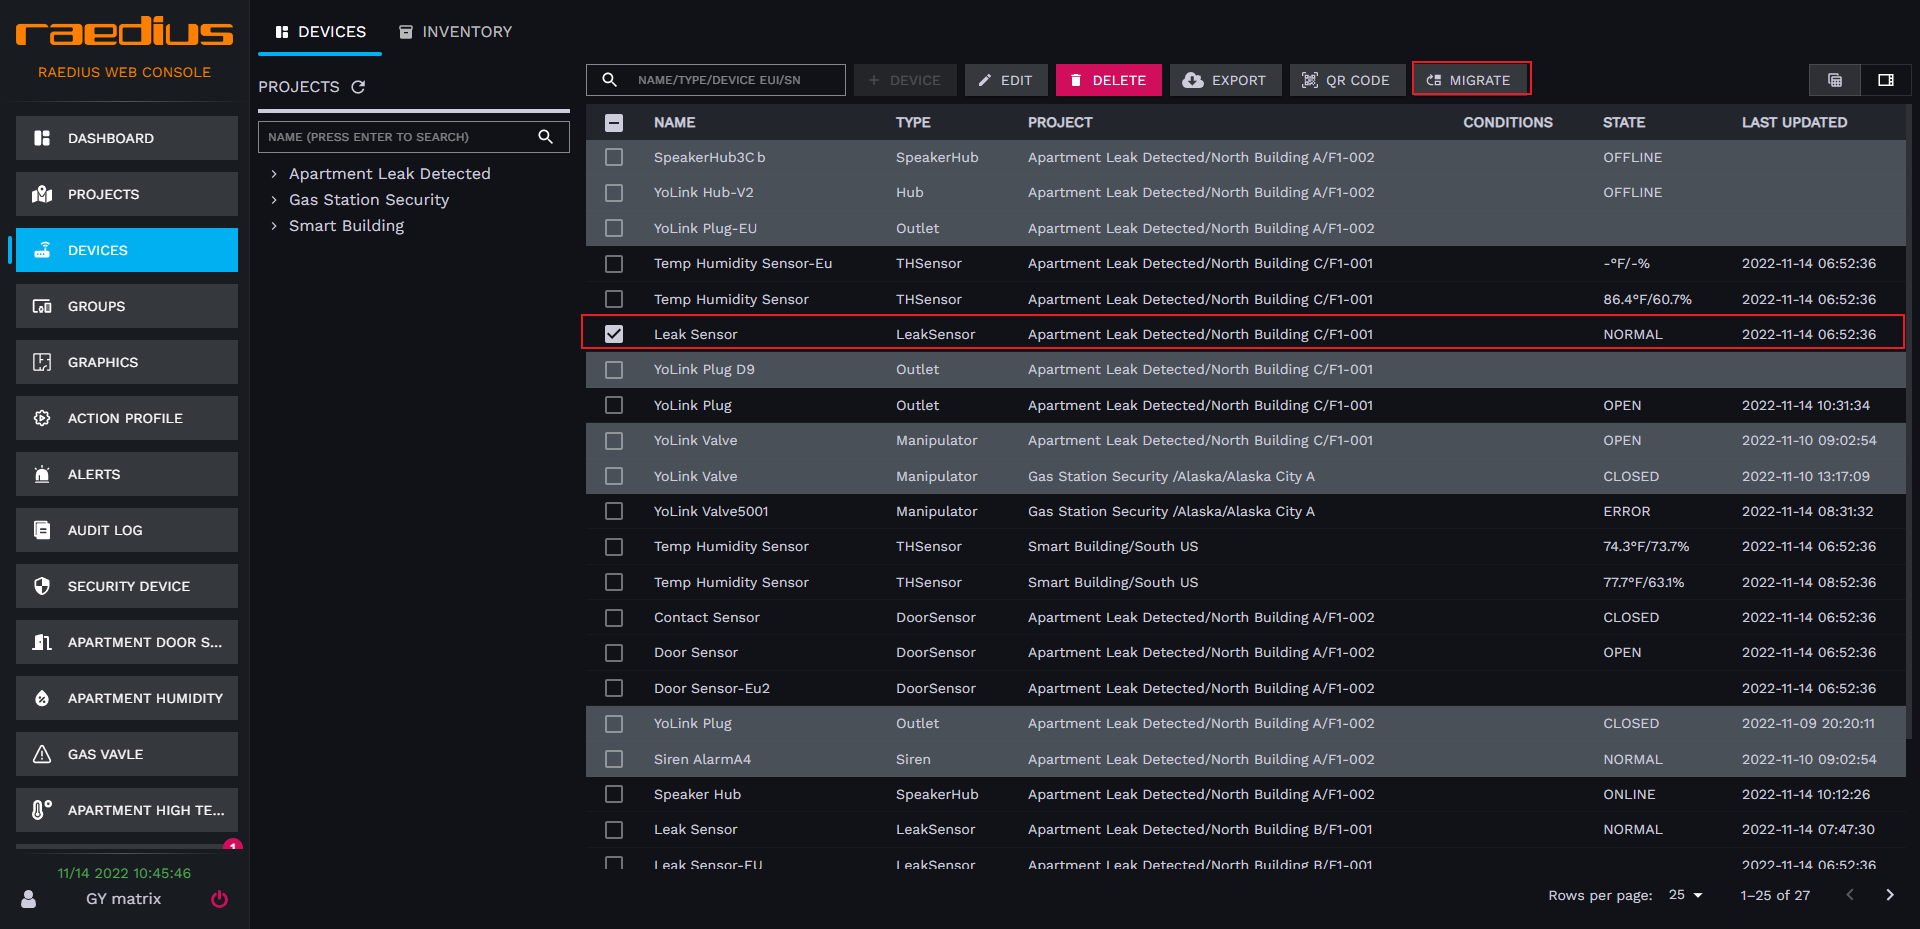 raedius
RAEDIUS WEB CONSOLE
DASHBOARD
PROJECTS
DEVICES
GROUPS
GRAPHICS
ACTION PROFILE
ALERTS
AUDIT LOG
SECURITY DEVICE
APARTMENT DOOR S...
APARTMENT HUMIDITY
GAS VAVLE
APARTMENT HIGH TE...
1
11/14 2022 10:45:46
GY matrix
DEVICES INVENTORY
PROJECTS
NAME (PRESS ENTER TO SEARCH)
Apartment Leak Detected
Gas Station Security
Smart Building
NAME/TYPE/DEVICE EUI/SN + DEVICE EDIT DELETE EXPORT QR CODE MIGRATE
NAME TYPE PROJECT CONDITIONS STATE LAST UPDATED
SpeakerHub3C b SpeakerHub Apartment Leak Detected/North Building A/F1-002 OFFLINE
YoLink Hub-V2 Hub Apartment Leak Detected/North Building A/F1-002 OFFLINE
YoLink Plug-EU Outlet Apartment Leak Detected/North Building A/F1-002
Temp Humidity Sensor-Eu THSensor Apartment Leak Detected/North Building C/F1-001 -°F/-% 2022-11-14 06:52:36
Temp Humidity Sensor THSensor Apartment Leak Detected/North Building C/F1-001 86.4°F/60.7% 2022-11-14 06:52:36
Leak Sensor LeakSensor Apartment Leak Detected/North Building C/F1-001 NORMAL 2022-11-14 06:52:36
YoLink Plug D9 Outlet Apartment Leak Detected/North Building C/F1-001
YoLink Plug Outlet Apartment Leak Detected/North Building C/F1-001 OPEN 2022-11-14 10:31:34
YoLink Valve Manipulator Apartment Leak Detected/North Building C/F1-001 OPEN 2022-11-10 09:02:54
YoLink Valve Manipulator Gas Station Security /Alaska/Alaska City A CLOSED 2022-11-10 13:17:09
YoLink Valve5001 Manipulator Gas Station Security /Alaska/Alaska City A ERROR 2022-11-14 08:31:32
Temp Humidity Sensor THSensor Smart Building/South US 74.3°F/73.7% 2022-11-14 06:52:36
Temp Humidity Sensor THSensor Smart Building/South US 77.7°F/63.1% 2022-11-14 08:52:36
Contact Sensor DoorSensor Apartment Leak Detected/North Building A/F1-002 CLOSED 2022-11-14 06:52:36
Door Sensor DoorSensor Apartment Leak Detected/North Building A/F1-002 OPEN 2022-11-14 06:52:36
Door Sensor-Eu2 DoorSensor Apartment Leak Detected/North Building A/F1-002 2022-11-14 06:52:36
YoLink Plug Outlet Apartment Leak Detected/North Building A/F1-002 CLOSED 2022-11-09 20:20:11
Siren AlarmA4 Siren Apartment Leak Detected/North Building A/F1-002 NORMAL 2022-11-10 09:02:54
Speaker Hub SpeakerHub Apartment Leak Detected/North Building A/F1-002 ONLINE 2022-11-14 10:12:26
Leak Sensor LeakSensor Apartment Leak Detected/North Building B/F1-001 NORMAL 2022-11-14 07:47:30
Leak Sensor-EU LeakSensor Apartment Leak Detected/North Building B/F1-001 2022-11-14 06:52:36
Rows per page: 25 1–25 of 27